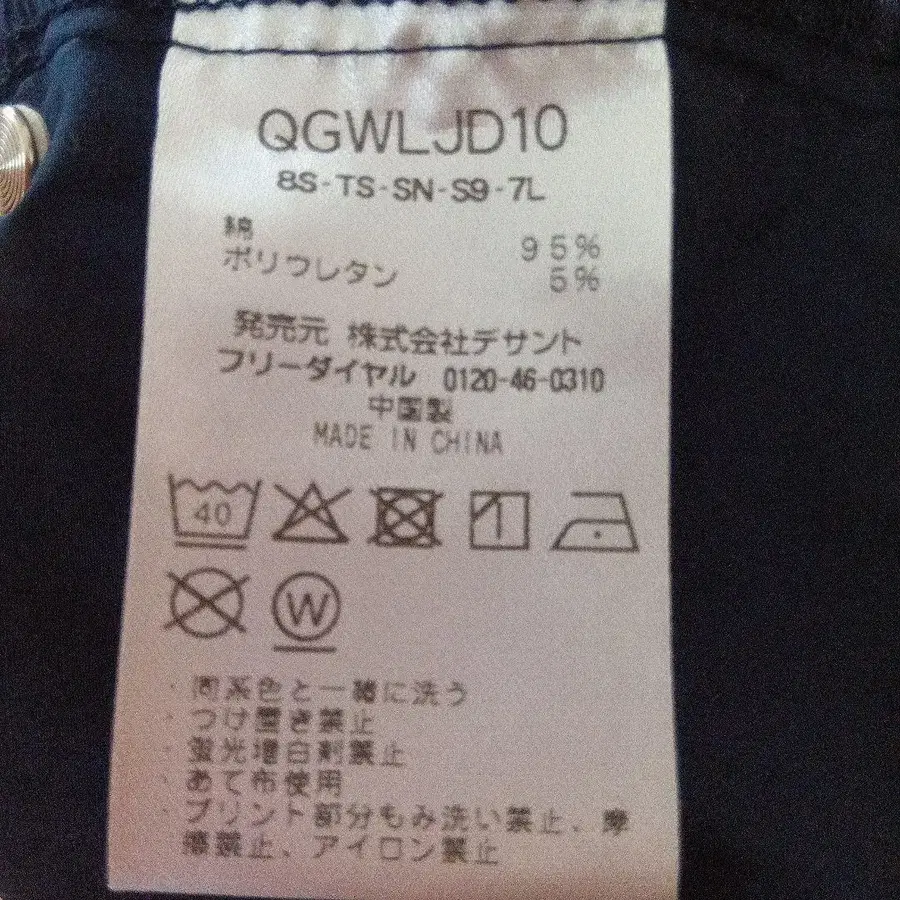 QGWLJD10
8S-TS-SN-S9-7L
綿 95%
ポリウレタン 5%
発売元 株式会社デサント
フリーダイヤル 0120-46-0310
中国製
MADE IN CHINA
40
W
・同系色と一緒に洗う
・つけ置き禁止
・蛍光増白剤禁止
・あて布使用
・プリント部分もみ洗い禁止、摩
擦禁止、アイロン禁止